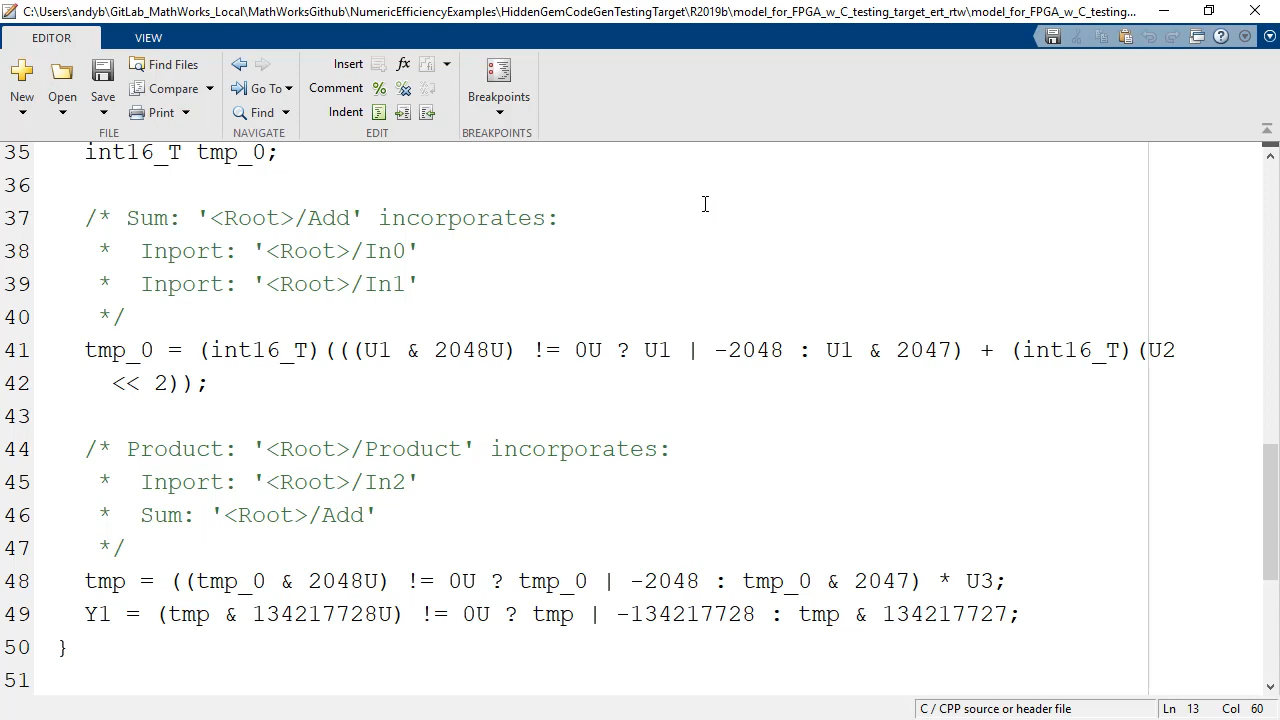 C:\Users\andyb\GitLab_MathWorks_Local\MathWorksGithub\NumericEfficiencyExamples\HiddenGemCodeGenTestingTarget\R2019b\model_for_FPGA_w_C_testing_target_ert_rtw\model_for_FPGA_w_C_testing_...
EDITOR VIEW
New Open Save
Find Files
Compare
Print
Go To
Find
Insert fx
Comment % %
Indent
Breakpoints
FILE NAVIGATE EDIT BREAKPOINTS
35 int16_T tmp_0;
36
37 /* Sum: '<Root>/Add' incorporates:
38 * Inport: '<Root>/In0'
39 * Inport: '<Root>/In1'
40 */
41 tmp_0 = (int16_T)(((U1 & 2048U) != 0U ? U1 | -2048 : U1 & 2047) + (int16_T)(U2
42 << 2));
43
44 /* Product: '<Root>/Product' incorporates:
45 * Inport: '<Root>/In2'
46 * Sum: '<Root>/Add'
47 */
48 tmp = ((tmp_0 & 2048U) != 0U ? tmp_0 | -2048 : tmp_0 & 2047) * U3;
49 Y1 = (tmp & 134217728U) != 0U ? tmp | -134217728 : tmp & 134217727;
50 }
51
C / CPP source or header file Ln 13 Col 60